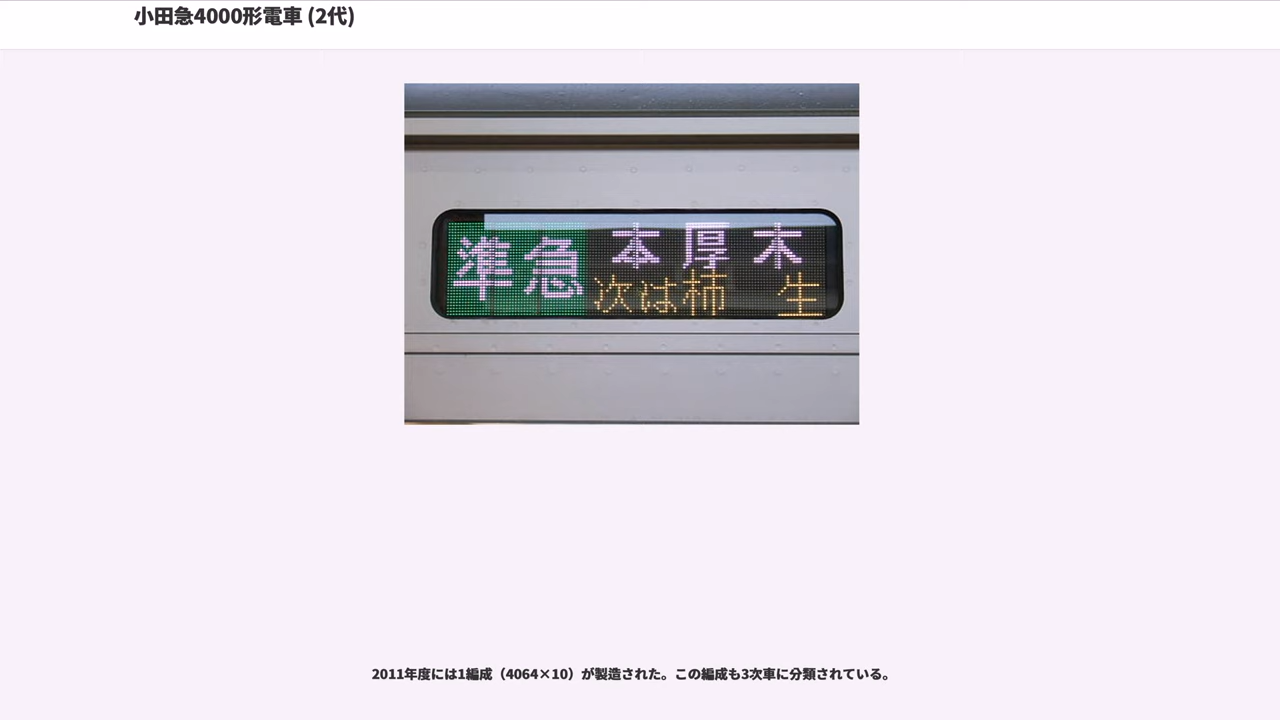 小田急4000形電車 (2代)
準急 本厚木
次は柿 生
2011年度には1編成（4064×10）が製造された。この編成も3次車に分類されている。